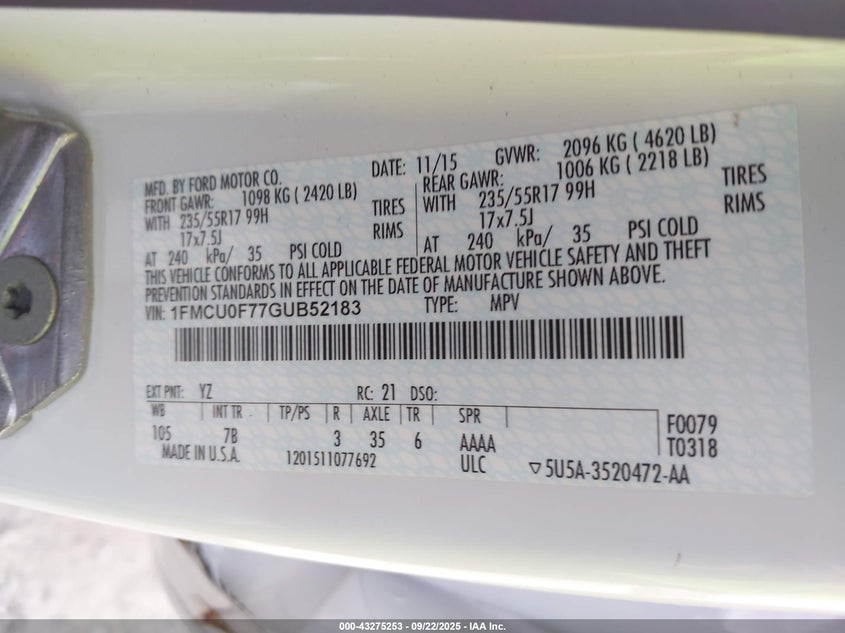 MFD. BY FORD MOTOR CO.
DATE: 11/15 GVWR: 2096 KG ( 4620 LB)
FRONT GAWR: 1098 KG ( 2420 LB)
WITH 235/55R17 99H TIRES
17x7.5J RIMS
AT 240 kPa/ 35 PSI COLD
REAR GAWR: 1006 KG ( 2218 LB)
WITH 235/55R17 99H TIRES
17x7.5J RIMS
AT 240 kPa/ 35 PSI COLD
THIS VEHICLE CONFORMS TO ALL APPLICABLE FEDERAL MOTOR VEHICLE SAFETY AND THEFT
PREVENTION STANDARDS IN EFFECT ON THE DATE OF MANUFACTURE SHOWN ABOVE.
VIN: 1FMCU0F77GUB52183 TYPE: MPV
EXT PNT: YZ RC: 21 DSO:
WB INT TR TP/PS R AXLE TR SPR
105 7B 3 35 6 AAAA
F0079
T0318
MADE IN U.S.A. 1201511077692 ULC ▽5U5A-3520472-AA
000-43275253 - 09/22/2025 - IAA Inc.